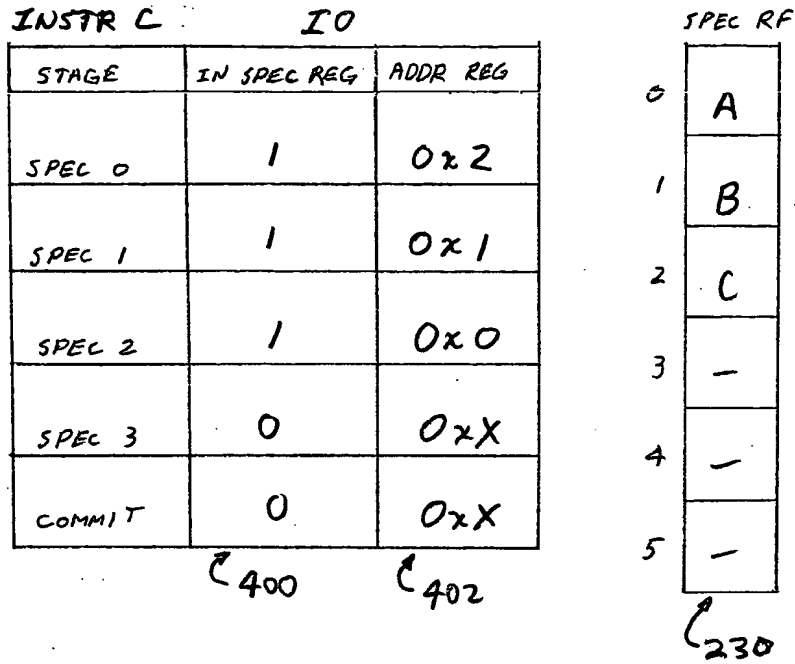 INSTR C IO
STAGE IN SPEC REG ADDR REG
SPEC 0 1 0x2
SPEC 1 1 0x1
SPEC 2 1 0x0
SPEC 3 0 0xX
COMMIT 0 0xX
400 402
SPEC RF
0 A
1 B
2 C
3 –
4 –
5 –
230